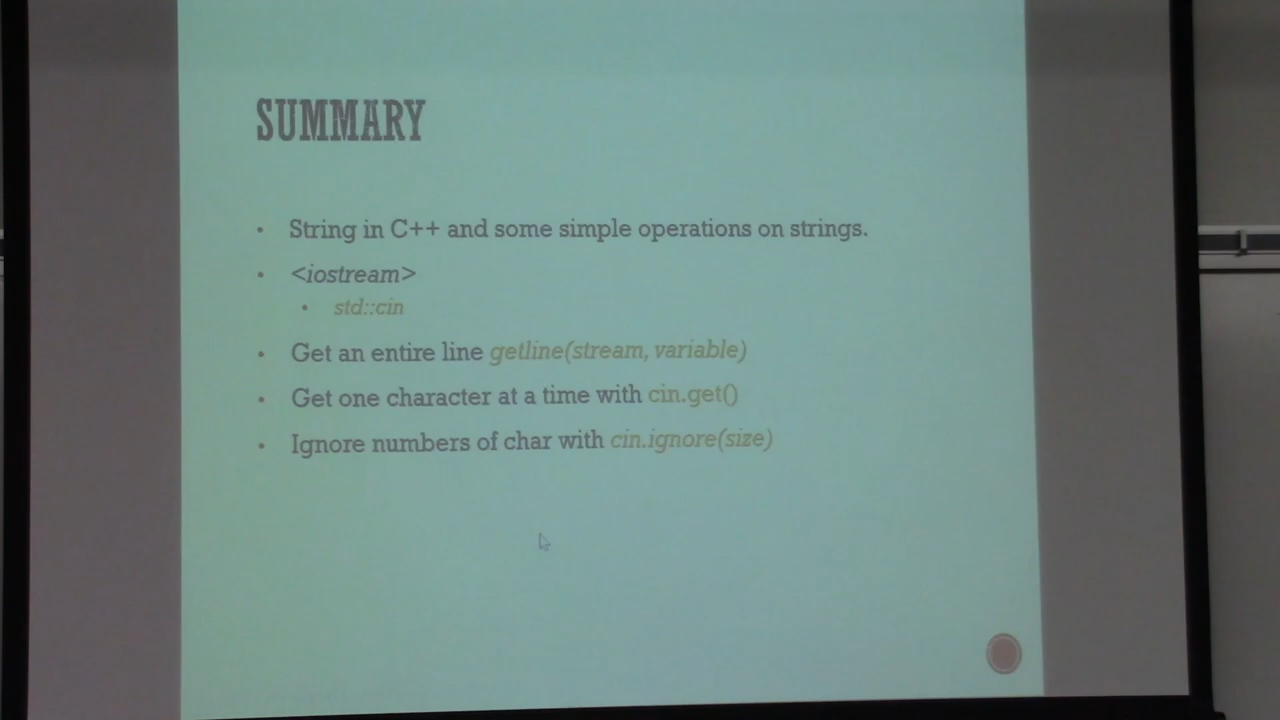 SUMMARY
• String in C++ and some simple operations on strings.
• <iostream>
• std::cin
• Get an entire line getline(stream, variable)
• Get one character at a time with cin.get()
• Ignore numbers of char with cin.ignore(size)